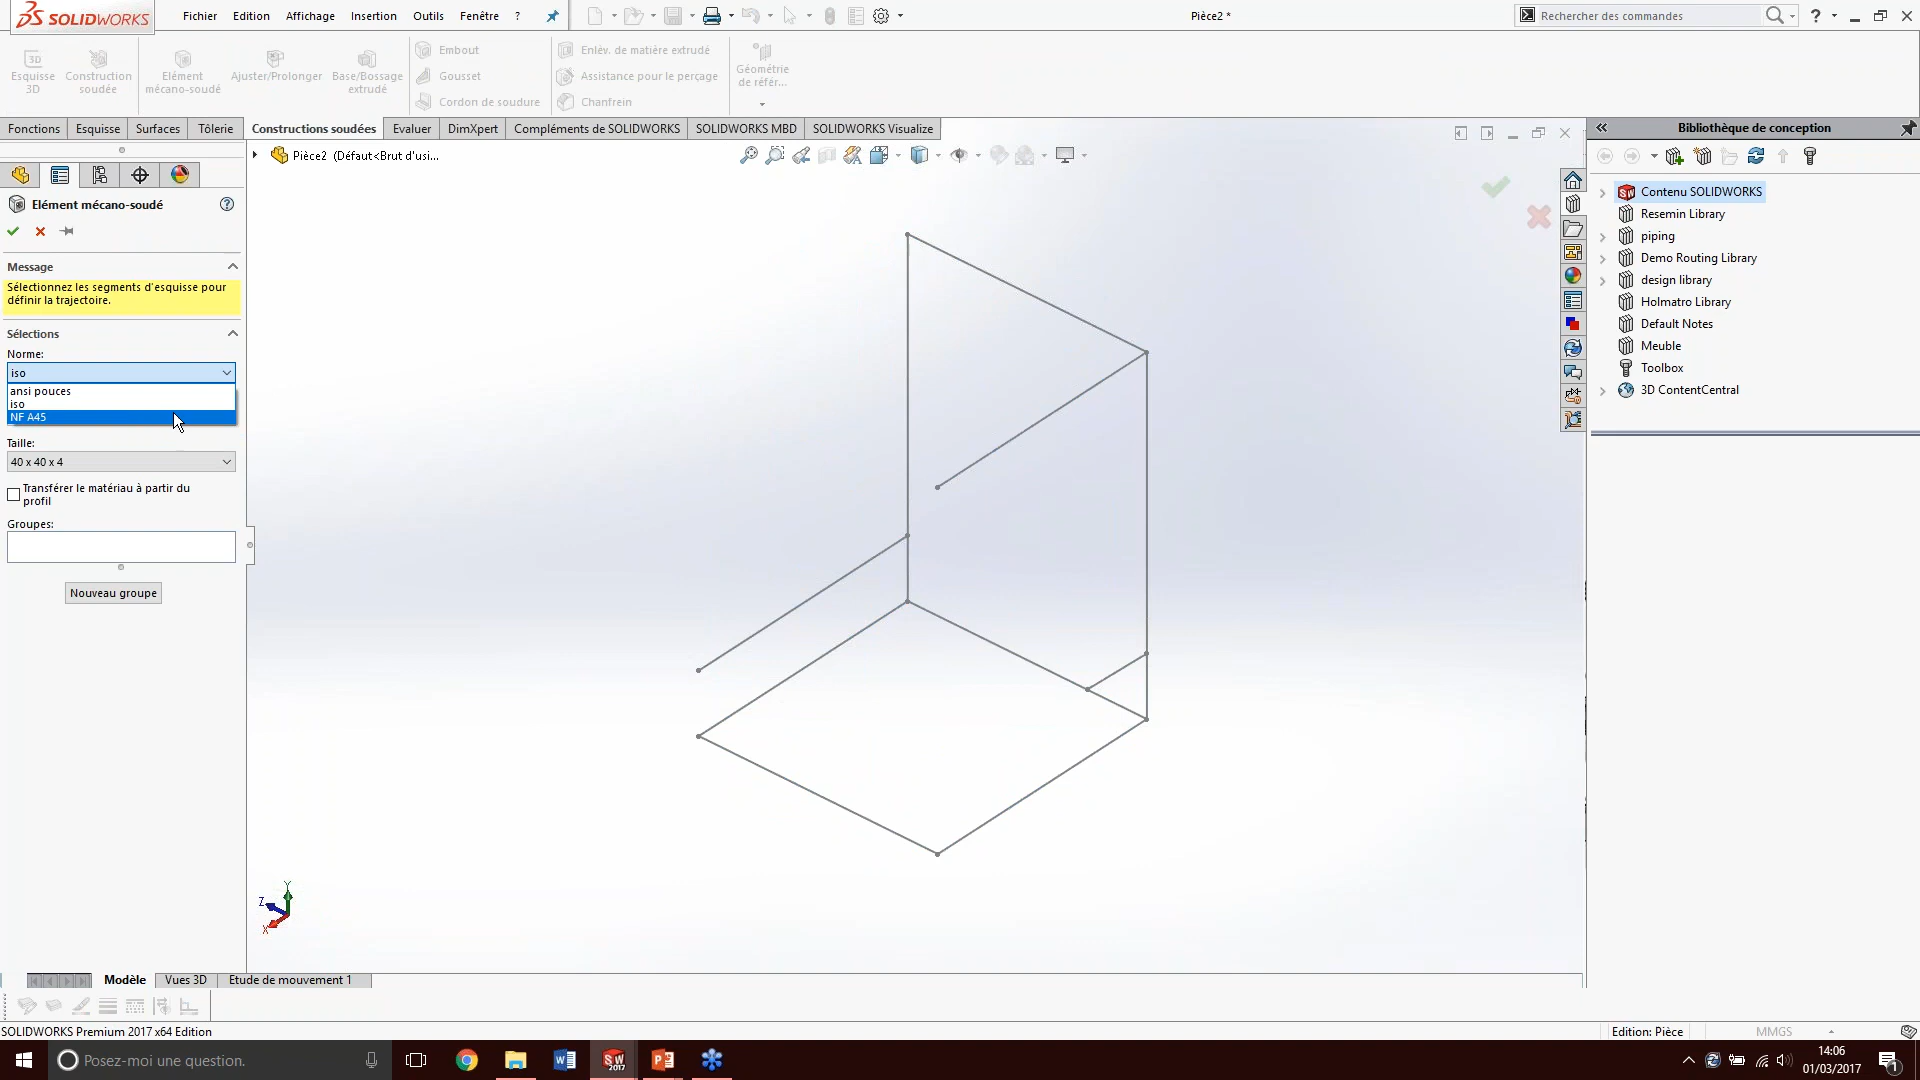 SOLIDWORKS
Fichier Edition Affichage Insertion Outils Fenêtre ?
Pièce2 *
Rechercher des commandes
Esquisse 3D
Construction soudée
Elément mécano-soudé
Ajuster/Prolonger
Base/Bossage extrudé
Embout
Gousset
Cordon de soudure
Enlèv. de matière extrudé
Assistance pour le perçage
Chanfrein
Géométrie de référ...
Fonctions Esquisse Surfaces Tôlerie Constructions soudées Evaluer DimXpert Compléments de SOLIDWORKS SOLIDWORKS MBD SOLIDWORKS Visualize
Pièce2 (Défaut<Brut d'usi...
Elément mécano-soudé
Message
Sélectionnez les segments d'esquisse pour
définir la trajectoire.
Sélections
Norme:
iso
ansi pouces
iso
NF A45
Taille:
40 x 40 x 4
Transférer le matériau à partir du
profil
Groupes:
Nouveau groupe
Y
Z
X
Bibliothèque de conception
Contenu SOLIDWORKS
Resemin Library
piping
Demo Routing Library
design library
Holmatro Library
Default Notes
Meuble
Toolbox
3D ContentCentral
Modèle Vues 3D Etude de mouvement 1
SOLIDWORKS Premium 2017 x64 Edition
Edition: Pièce
MMGS
Posez-moi une question.
14:06
01/03/2017